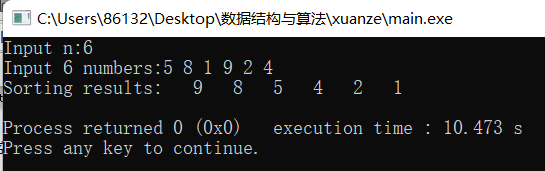 C:\Users\86132\Desktop\数据结构与算法\xuanze\main.exe
Input n:6
Input 6 numbers:5 8 1 9 2 4
Sorting results:   9   8   5   4   2   1
Process returned 0 (0x0)   execution time : 10.473 s
Press any key to continue.